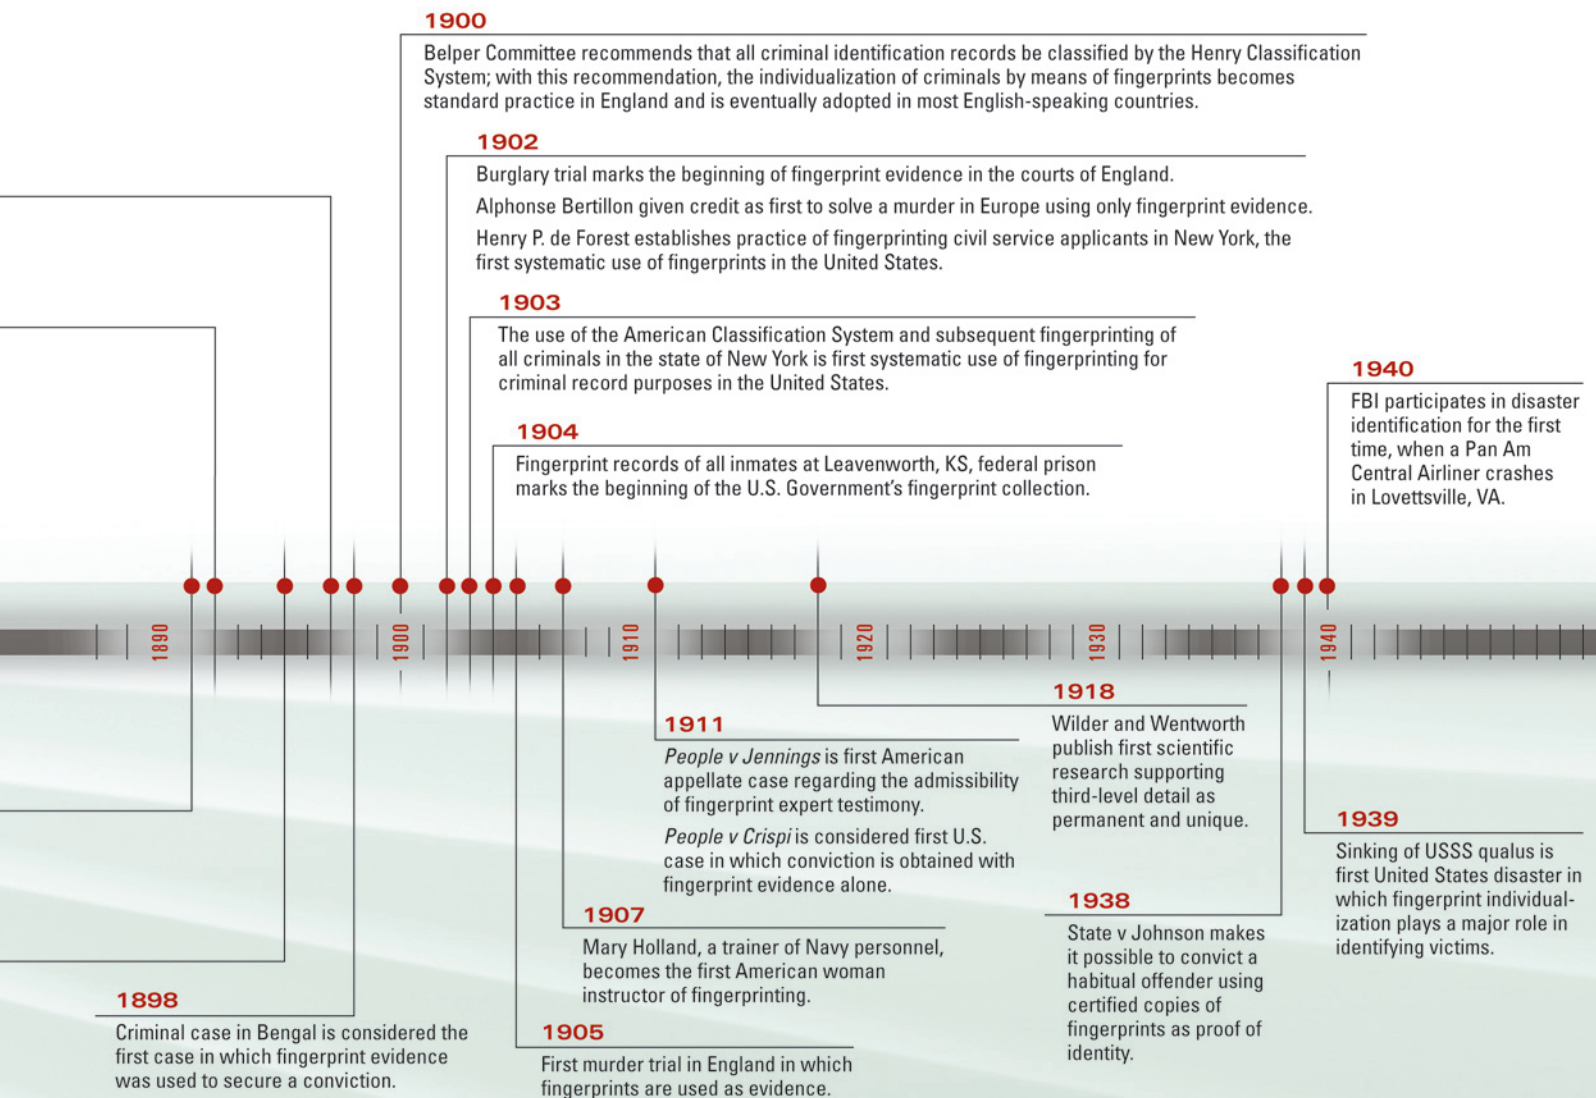 1900
Belper Committee recommends that all criminal identification records be classified by the Henry Classification
System; with this recommendation, the individualization of criminals by means of fingerprints becomes
standard practice in England and is eventually adopted in most English-speaking countries.
1902
Burglary trial marks the beginning of fingerprint evidence in the courts of England.
Alphonse Bertillon given credit as first to solve a murder in Europe using only fingerprint evidence.
Henry P. de Forest establishes practice of fingerprinting civil service applicants in New York, the
first systematic use of fingerprints in the United States.
1903
The use of the American Classification System and subsequent fingerprinting of
all criminals in the state of New York is first systematic use of fingerprinting for
criminal record purposes in the United States.
1904
Fingerprint records of all inmates at Leavenworth, KS, federal prison
marks the beginning of the U.S. Government's fingerprint collection.
1940
FBI participates in disaster
identification for the first
time, when a Pan Am
Central Airliner crashes
in Lovettsville, VA.
1890
1900
1910
1920
1930
1940
1911
People v Jennings is first American
appellate case regarding the admissibility
of fingerprint expert testimony.
People v Crispi is considered first U.S.
case in which conviction is obtained with
fingerprint evidence alone.
1918
Wilder and Wentworth
publish first scientific
research supporting
third-level detail as
permanent and unique.
1939
Sinking of USSS qualus is
first United States disaster in
which fingerprint individual-
ization plays a major role in
identifying victims.
1938
State v Johnson makes
it possible to convict a
habitual offender using
certified copies of
fingerprints as proof of
identity.
1907
Mary Holland, a trainer of Navy personnel,
becomes the first American woman
instructor of fingerprinting.
1898
Criminal case in Bengal is considered the
first case in which fingerprint evidence
was used to secure a conviction.
1905
First murder trial in England in which
fingerprints are used as evidence.